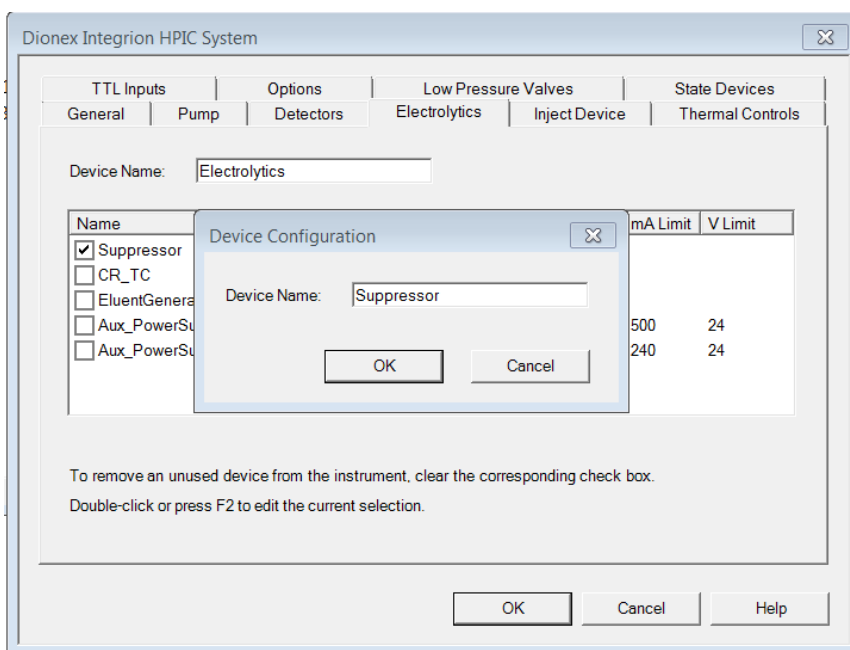 Dionex Integrion HPIC System
TTL Inputs Options Low Pressure Valves State Devices
General Pump Detectors Electrolytics Inject Device Thermal Controls
Device Name: Electrolytics
Name mA Limit V Limit
Suppressor
CR_TC
EluentGenera
Aux_PowerSu 500 24
Aux_PowerSu 240 24
Device Configuration
Device Name: Suppressor
OK Cancel
To remove an unused device from the instrument, clear the corresponding check box.
Double-click or press F2 to edit the current selection.
OK Cancel Help